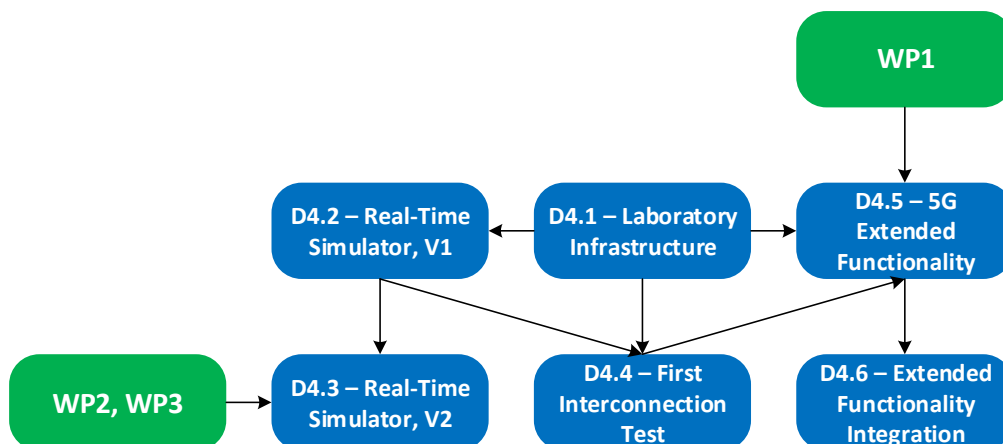 WP1
D4.2 – Real-Time
Simulator, V1
D4.1 – Laboratory
Infrastructure
D4.5 – 5G
Extended
Functionality
WP2, WP3
D4.3 – Real-Time
Simulator, V2
D4.4 – First
Interconnection
Test
D4.6 – Extended
Functionality
Integration